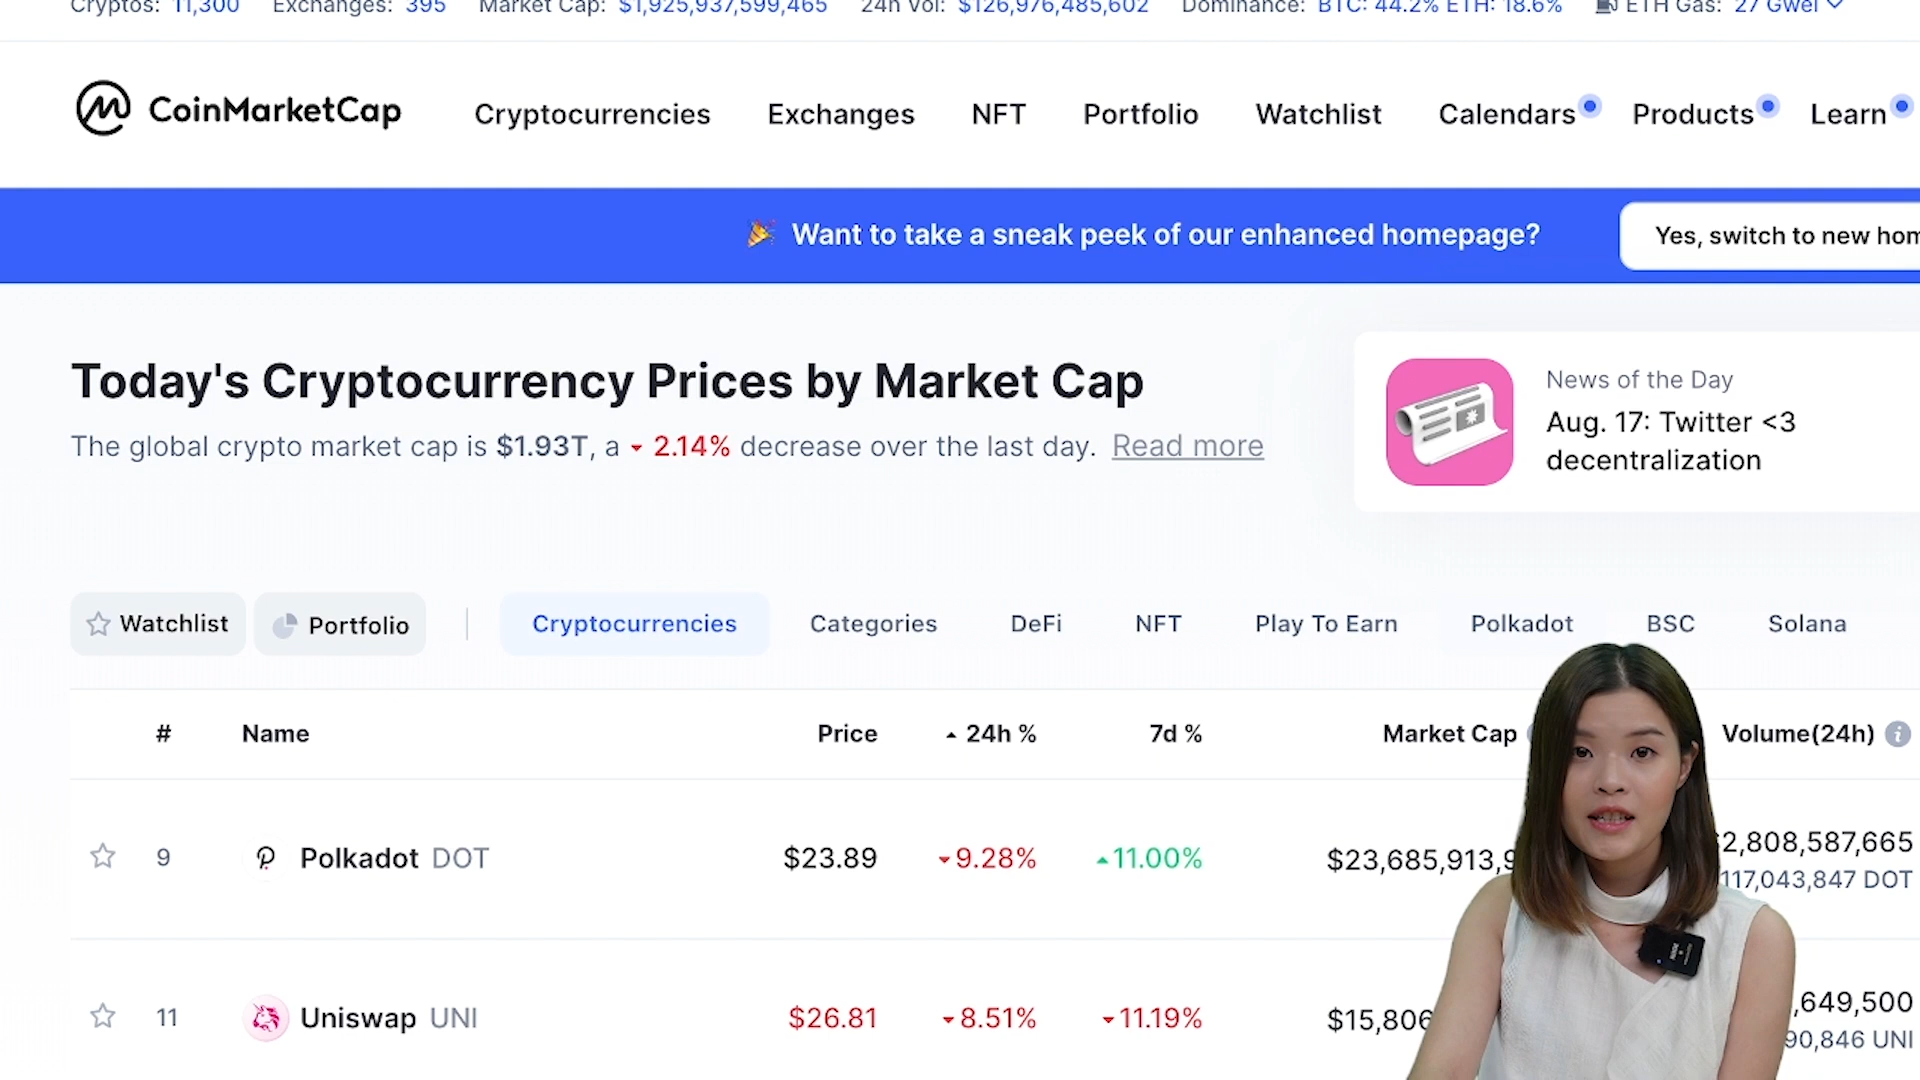 Cryptos: 11,300 Exchanges: 395 Market Cap: $1,925,937,599,465 24h Vol: $126,976,485,602 Dominance: BTC: 44.2% ETH: 18.6% ETH Gas: 27 Gwei
CoinMarketCap Cryptocurrencies Exchanges NFT Portfolio Watchlist Calendars Products Learn
Want to take a sneak peek of our enhanced homepage? Yes, switch to new hom
Today's Cryptocurrency Prices by Market Cap
The global crypto market cap is $1.93T, a 2.14% decrease over the last day. Read more
News of the Day
Aug. 17: Twitter <3
decentralization
Watchlist Portfolio Cryptocurrencies Categories DeFi NFT Play To Earn Polkadot BSC Solana
# Name Price 24h % 7d % Market Cap Volume(24h)
9 Polkadot DOT $23.89 9.28% 11.00% $23,685,913,9 2,808,587,665
117,043,847 DOT
11 Uniswap UNI $26.81 8.51% 11.19% $15,806 ,649,500
90,846 UNI